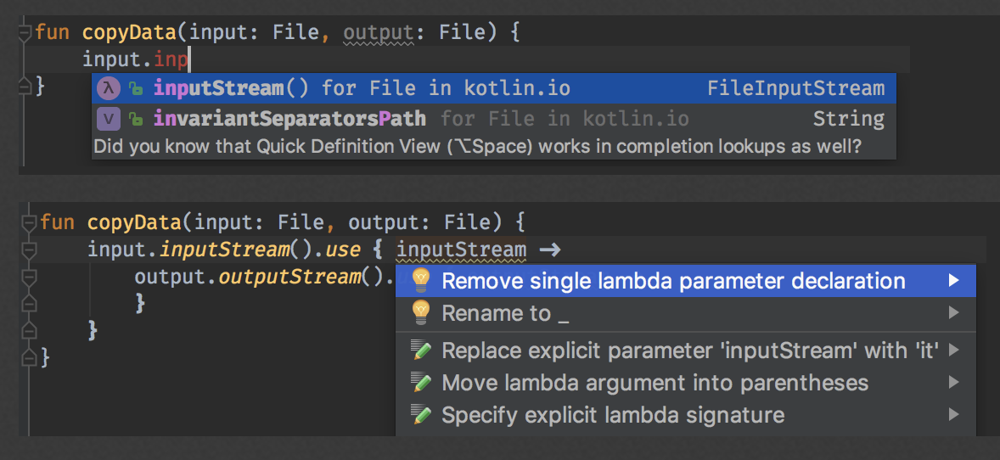 fun copyData(input: File, output: File) {
input.inp
}
λ inputStream() for File in kotlin.io FileInputStream
V invariantSeparatorsPath for File in kotlin.io String
Did you know that Quick Definition View (⌥Space) works in completion lookups as well?
fun copyData(input: File, output: File) {
input.inputStream().use { inputStream →
output.outputStream().
}
}
}
Remove single lambda parameter declaration
Rename to _
Replace explicit parameter 'inputStream' with 'it'
Move lambda argument into parentheses
Specify explicit lambda signature